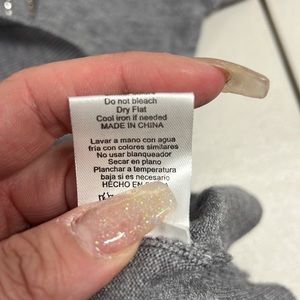 Do not bleach
Dry Flat
Cool iron if needed
MADE IN CHINA
Lavar a mano con agua
fria con colores similares
No usar blanqueador
Secar en plano
Planchar a temperatura
baja si es necesario
HECHO EN